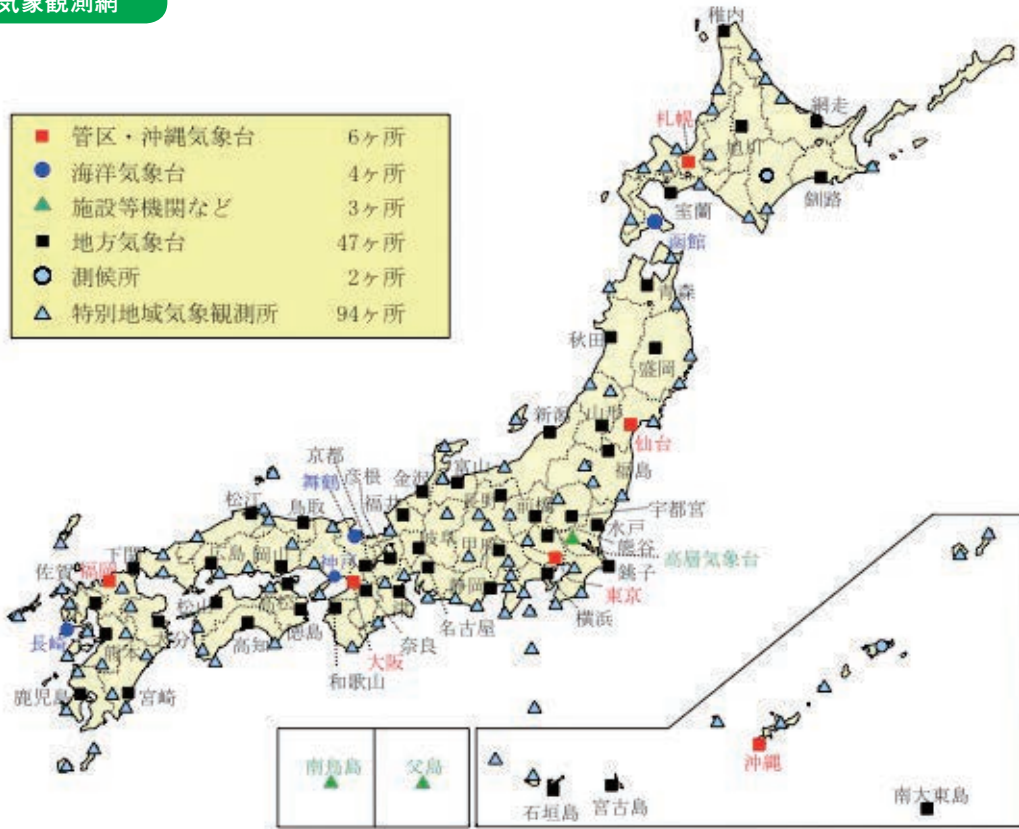 気象観測網
管区・沖縄気象台 6ヶ所
海洋気象台 4ヶ所
施設等機関など 3ヶ所
地方気象台 47ヶ所
測候所 2ヶ所
特別地域気象観測所 94ヶ所
稚内
網走
札幌
旭川
釧路
室蘭
函館
青森
秋田
盛岡
新潟
山形
仙台
福島
京都
彦根
舞鶴
福井
金沢
富山
長野
前橋
宇都宮
水戸
熊谷
高層気象台
銚子
東京
横浜
松江
鳥取
岐阜
甲府
静岡
名古屋
津
下関
広島
岡山
神戸
佐賀
福岡
松山
高松
徳島
高知
奈良
大阪
和歌山
長崎
熊本
大分
鹿児島
宮崎
南鳥島
父島
沖縄
石垣島
宮古島
南大東島